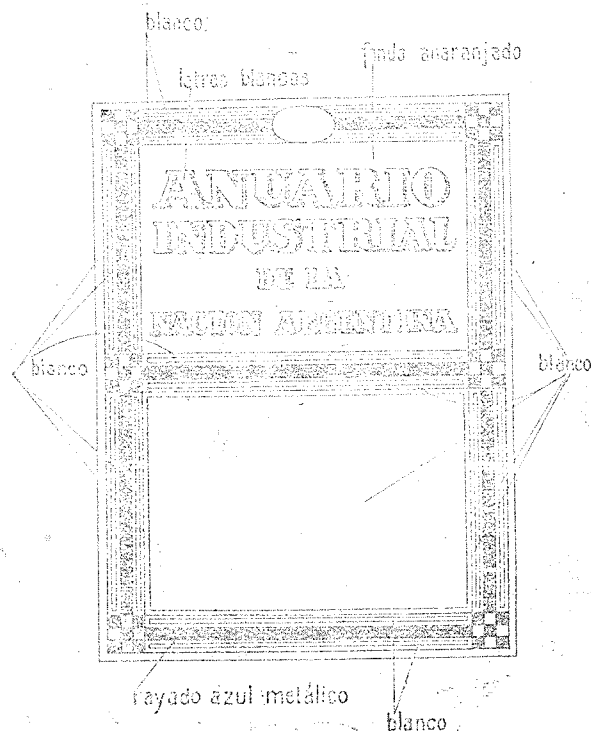 blanco
fondo anaranjado
letras blancas
ANUARIO
INDUSTRIAL
DE LA
NACION ARGENTINA
blanco
blanco
rayado azul metálico
blanco